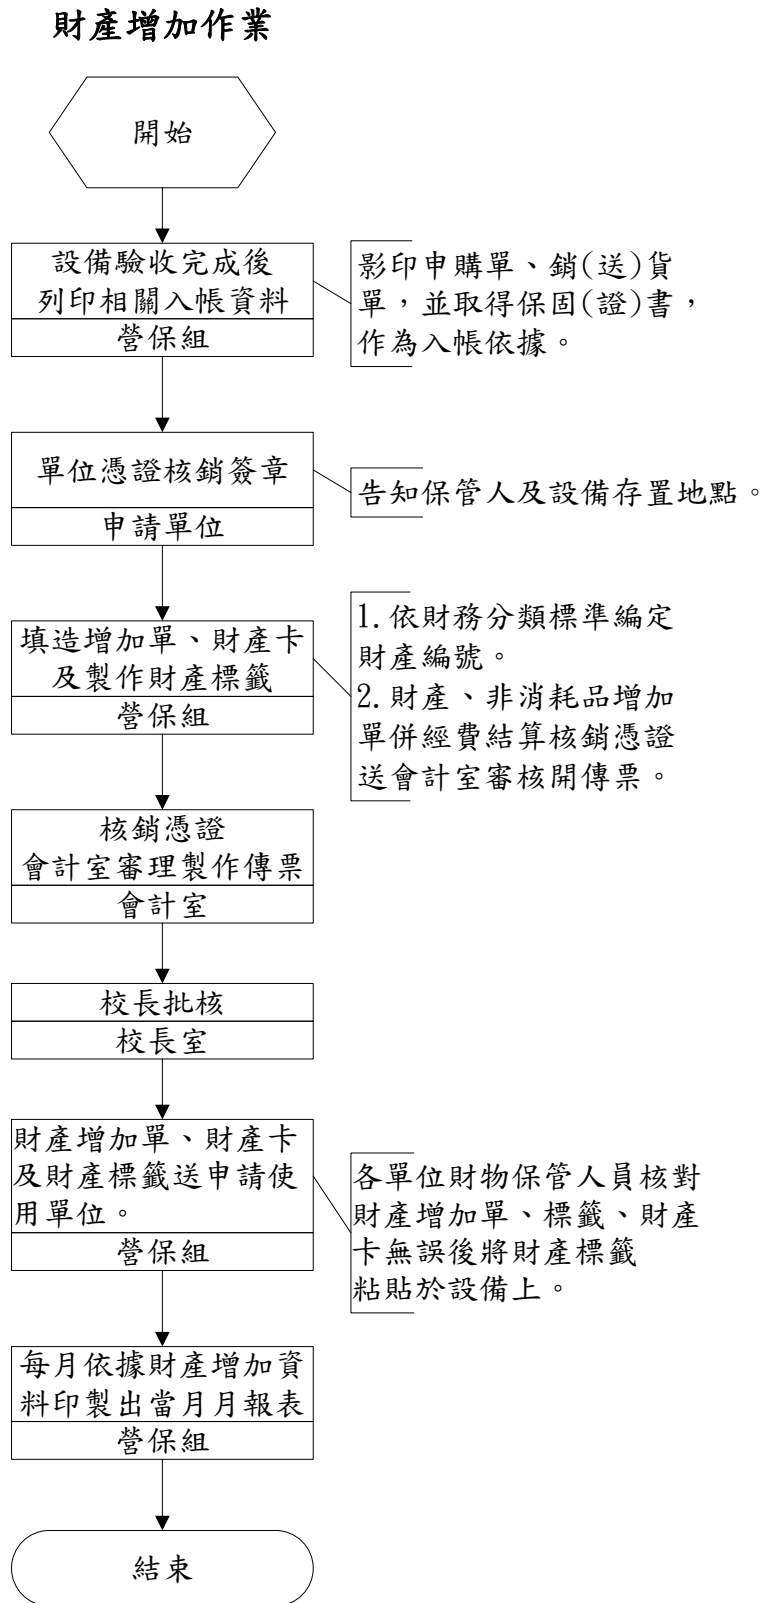 財產增加作業
開始
設備驗收完成後
列印相關入帳資料
營保組
影印申購單、銷(送)貨
單，並取得保固(證)書，
作為入帳依據。
單位憑證核銷簽章
申請單位
告知保管人及設備存置地點。
填造增加單、財產卡
及製作財產標籤
營保組
1.依財務分類標準編定
財產編號。
2.財產、非消耗品增加
單併經費結算核銷憑證
送會計室審核開傳票。
核銷憑證
會計室審理製作傳票
會計室
校長批核
校長室
財產增加單、財產卡
及財產標籤送申請使
用單位。
營保組
各單位財物保管人員核對
財產增加單、標籤、財產
卡無誤後將財產標籤
粘貼於設備上。
每月依據財產增加資
料印製出當月月報表
營保組
結束